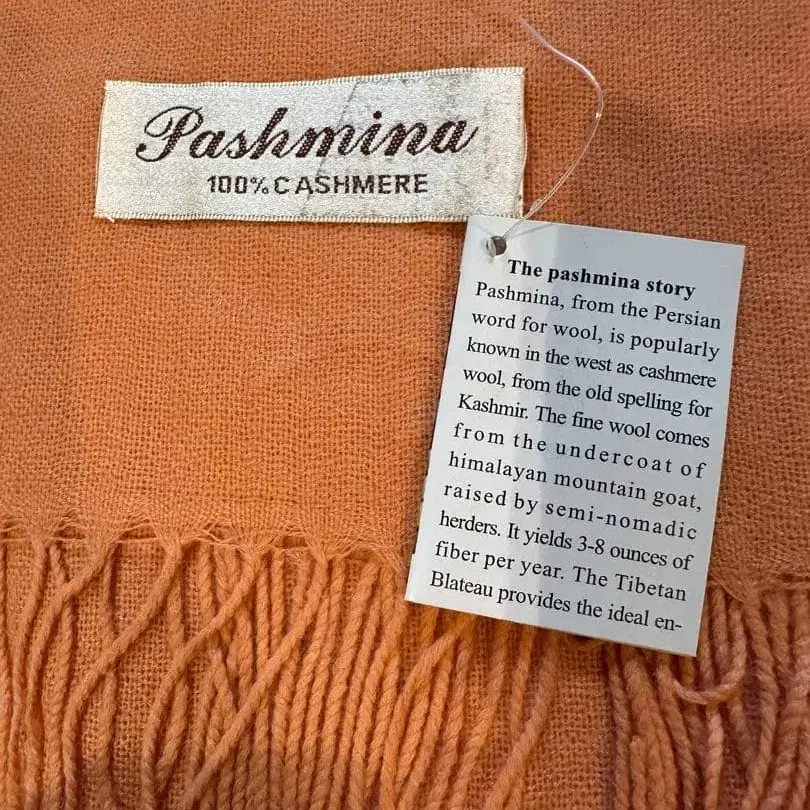 Pashmina
100% CASHMERE
The pashmina story
Pashmina, from the Persian
word for wool, is popularly
known in the west as cashmere
wool, from the old spelling for
Kashmir. The fine wool comes
from the undercoat of
himalayan mountain goat,
raised by semi-nomadic
herders. It yields 3-8 ounces of
fiber per year. The Tibetan
Blateau provides the ideal en-